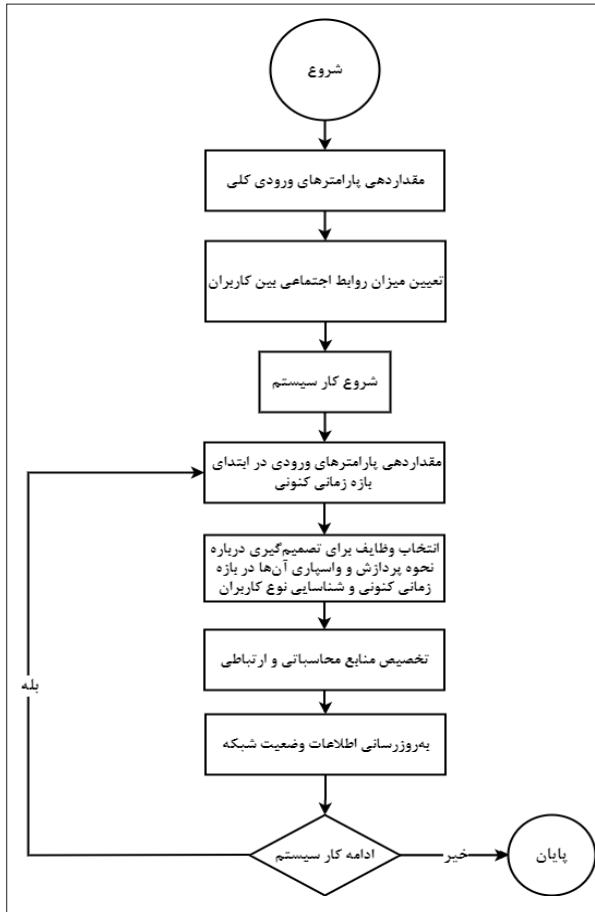 شروع
مقداردهی پارامترهای ورودی کلی
تعیین میزان روابط اجتماعی بین کاربران
شروع کار سیستم
مقداردهی پارامترهای ورودی در ابتدای
بازه زمانی کنونی
انتخاب وظایف برای تصمیم‌گیری درباره
نحوه پردازش و واسپاری آن‌ها در بازه
زمانی کنونی و شناسایی نوع کاربران
تخصیص منابع محاسباتی و ارتباطی
به‌روزرسانی اطلاعات وضعیت شبکه
ادامه کار سیستم
بله
خیر
پایان